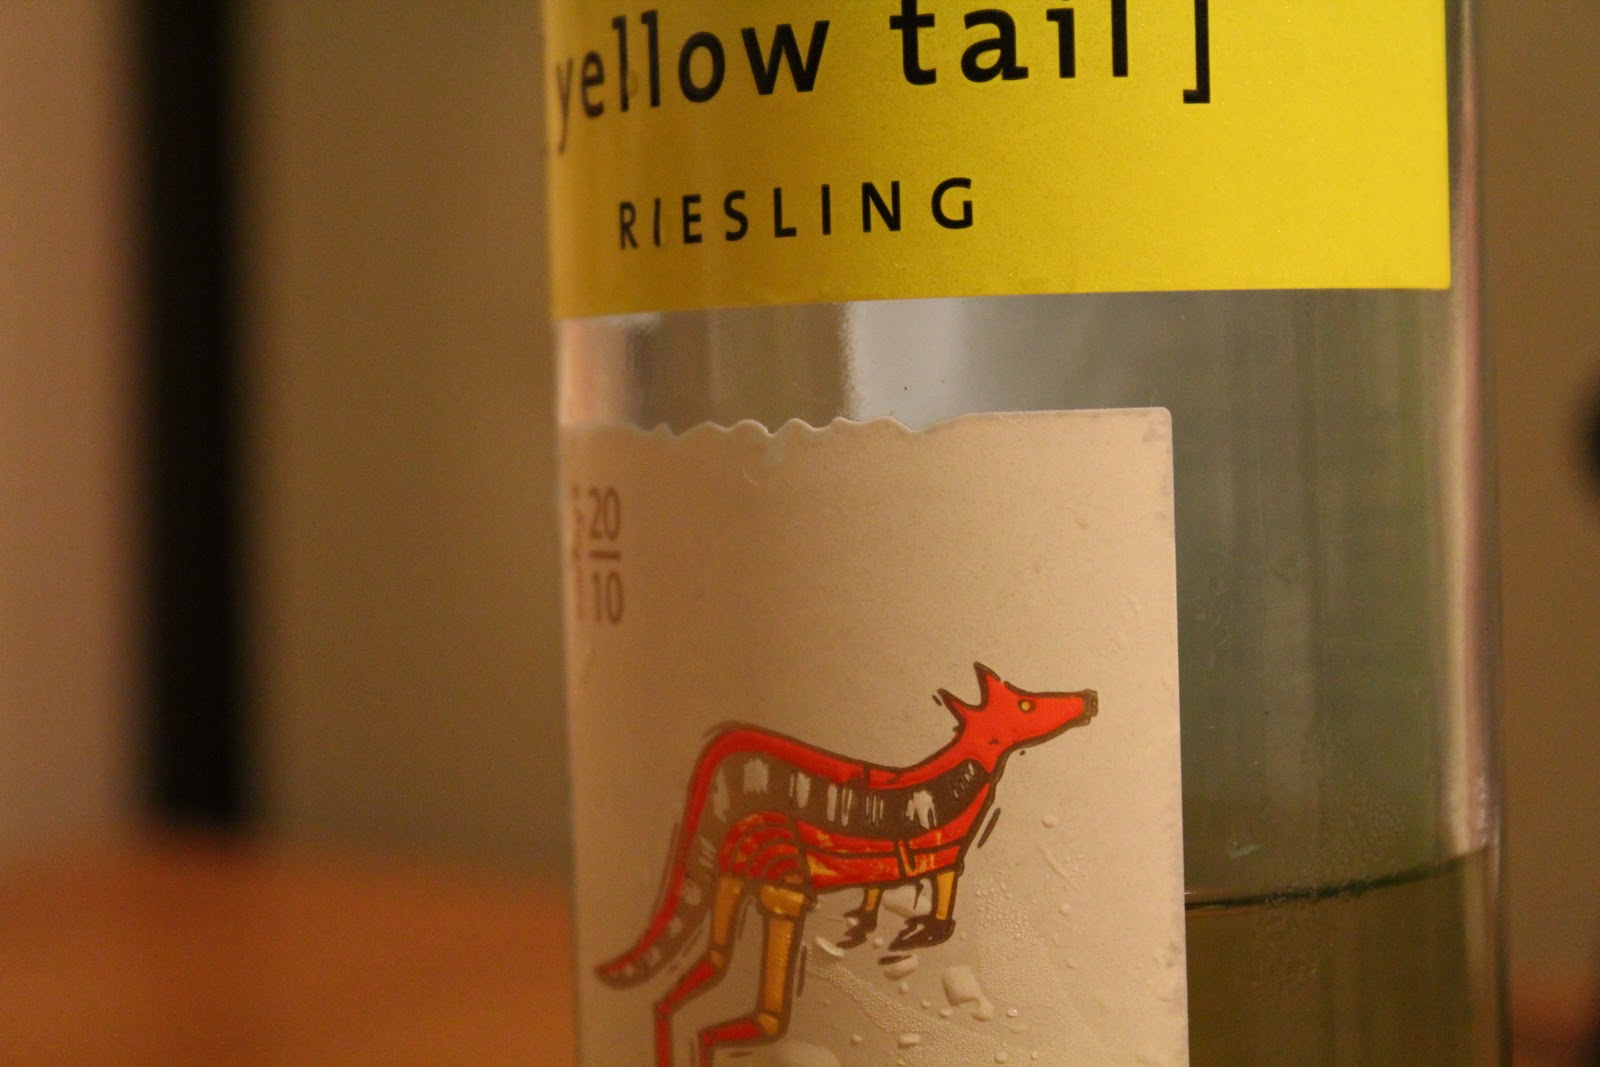 yellow tail ]
RIESLING
20
10